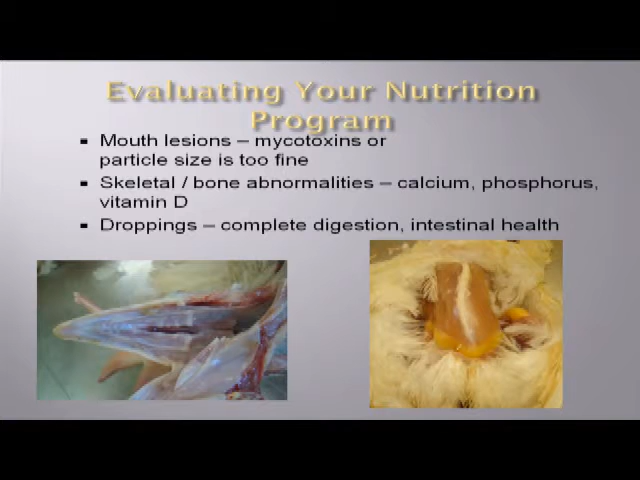 Evaluating Your Nutrition
Program
▪ Mouth lesions – mycotoxins or
particle size is too fine
▪ Skeletal / bone abnormalities – calcium, phosphorus,
vitamin D
▪ Droppings – complete digestion, intestinal health